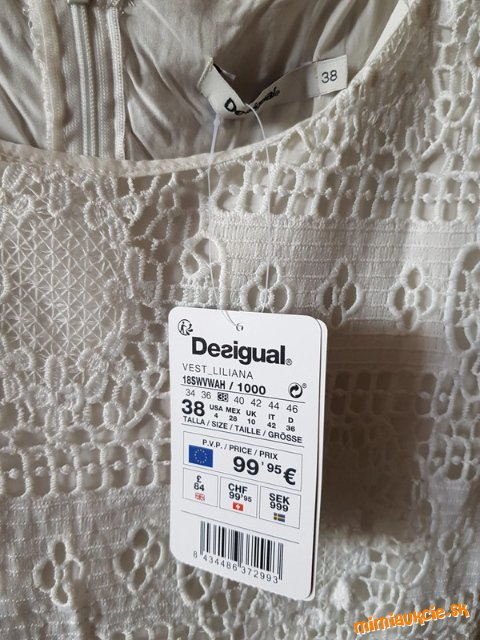 Desigual.
38
Desigual.
VEST_LILIANA
18SWVWAH / 1000
34 36 38 40 42 44 46
38 USA 4 MEX 28 UK 10 IT 42 D 36
TALLA / SIZE / TAILLE / GRÖSSE
P.V.P. / PRICE / PRIX
99'95€
£ 84
CHF 99'95
SEK 999
8 434486 372993
mimiaukcie.sk